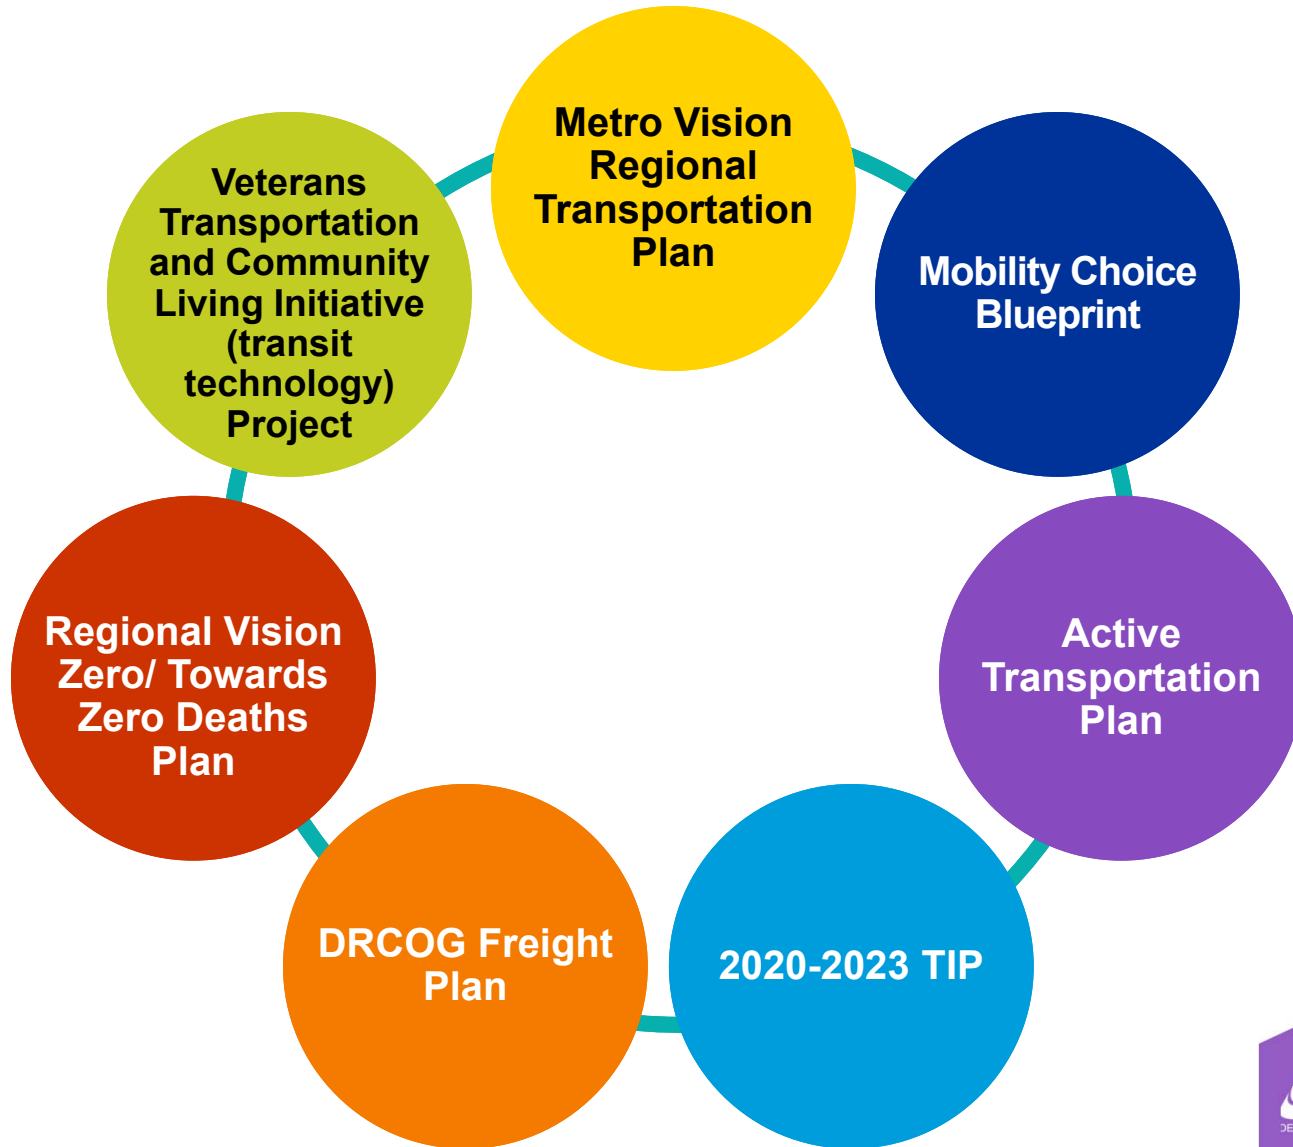 Metro Vision
Regional
Transportation
Plan
Mobility Choice
Blueprint
Active
Transportation
Plan
2020-2023 TIP
DRCOG Freight
Plan
Regional Vision
Zero/ Towards
Zero Deaths
Plan
Veterans
Transportation
and Community
Living Initiative
(transit
technology)
Project